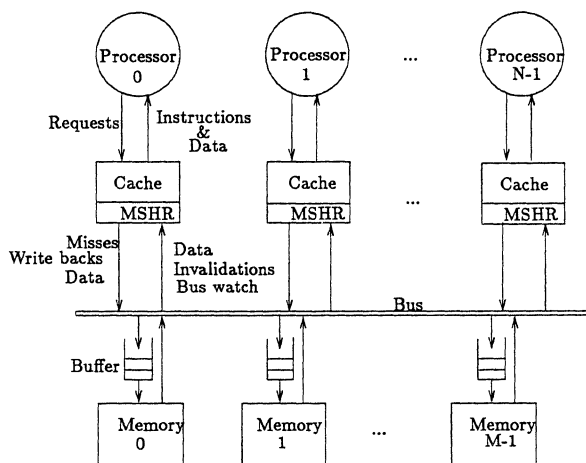 Processor
0
Processor
1
...
Processor
N-1
Requests
Instructions
&
Data
Cache
MSHR
Cache
MSHR
...
Cache
MSHR
Misses
Write backs
Data
Data
Invalidations
Bus watch
Bus
Buffer
Memory
0
Memory
1
...
Memory
M-1